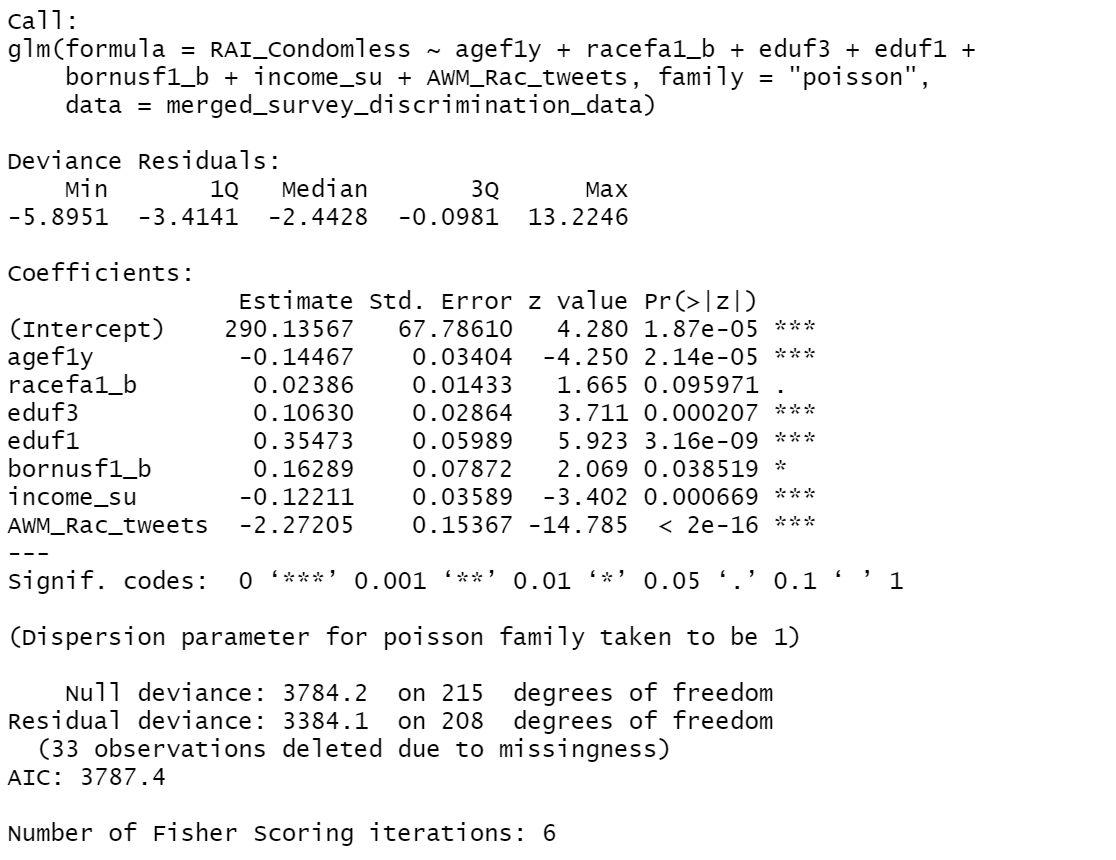 Call:
glm(formula = RAI_Condomless ~ agef1y + racefa1_b + eduf3 + eduf1 +
    bornusf1_b + income_su + AWM_Rac_tweets, family = "poisson",
    data = merged_survey_discrimination_data)

Deviance Residuals:
    Min       1Q   Median       3Q      Max
-5.8951  -3.4141  -2.4428  -0.0981  13.2246

Coefficients:
                Estimate Std. Error z value Pr(>|z|)
(Intercept)    290.13567   67.78610   4.280 1.87e-05 ***
agef1y          -0.14467    0.03404  -4.250 2.14e-05 ***
racefa1_b        0.02386    0.01433   1.665 0.095971 .
eduf3            0.10630    0.02864   3.711 0.000207 ***
eduf1            0.35473    0.05989   5.923 3.16e-09 ***
bornusf1_b       0.16289    0.07872   2.069 0.038519 *
income_su       -0.12211    0.03589  -3.402 0.000669 ***
AWM_Rac_tweets  -2.27205    0.15367 -14.785  < 2e-16 ***
---
Signif. codes:  0 ‘***’ 0.001 ‘**’ 0.01 ‘*’ 0.05 ‘.’ 0.1 ‘ ’ 1

(Dispersion parameter for poisson family taken to be 1)

    Null deviance: 3784.2  on 215  degrees of freedom
Residual deviance: 3384.1  on 208  degrees of freedom
  (33 observations deleted due to missingness)
AIC: 3787.4

Number of Fisher Scoring iterations: 6